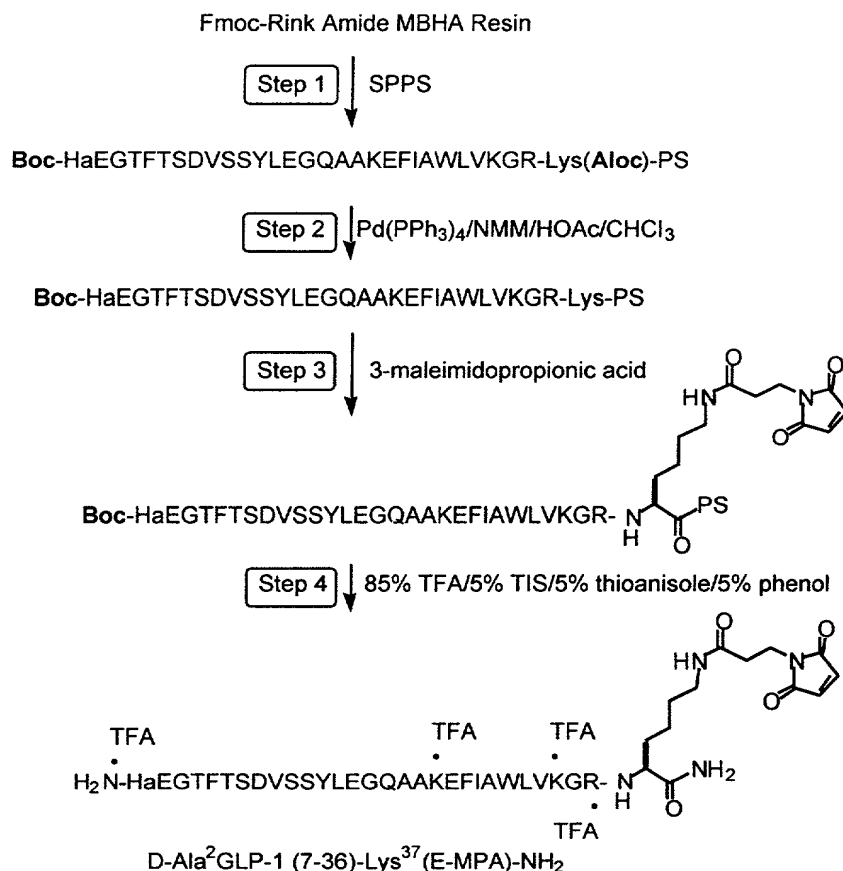 Fmoc-Rink Amide MBHA Resin
Step 1 SPPS
Boc-HaEGTFTSDVSSYLEGQAAKEFIAWLVKGR-Lys(Aloc)-PS
Step 2 Pd(PPh3)4/NMM/HOAc/CHCl3
Boc-HaEGTFTSDVSSYLEGQAAKEFIAWLVKGR-Lys-PS
Step 3 3-maleimidopropionic acid
O
O
HN
N
O
Boc-HaEGTFTSDVSSYLEGQAAKEFIAWLVKGR-
N
H
PS
O
Step 4 85% TFA/5% TIS/5% thioanisole/5% phenol
O
O
HN
N
O
TFA TFA TFA
H2N-HaEGTFTSDVSSYLEGQAAKEFIAWLVKGR-
N
H
NH2
O
TFA
D-Ala2GLP-1 (7-36)-Lys37(E-MPA)-NH2